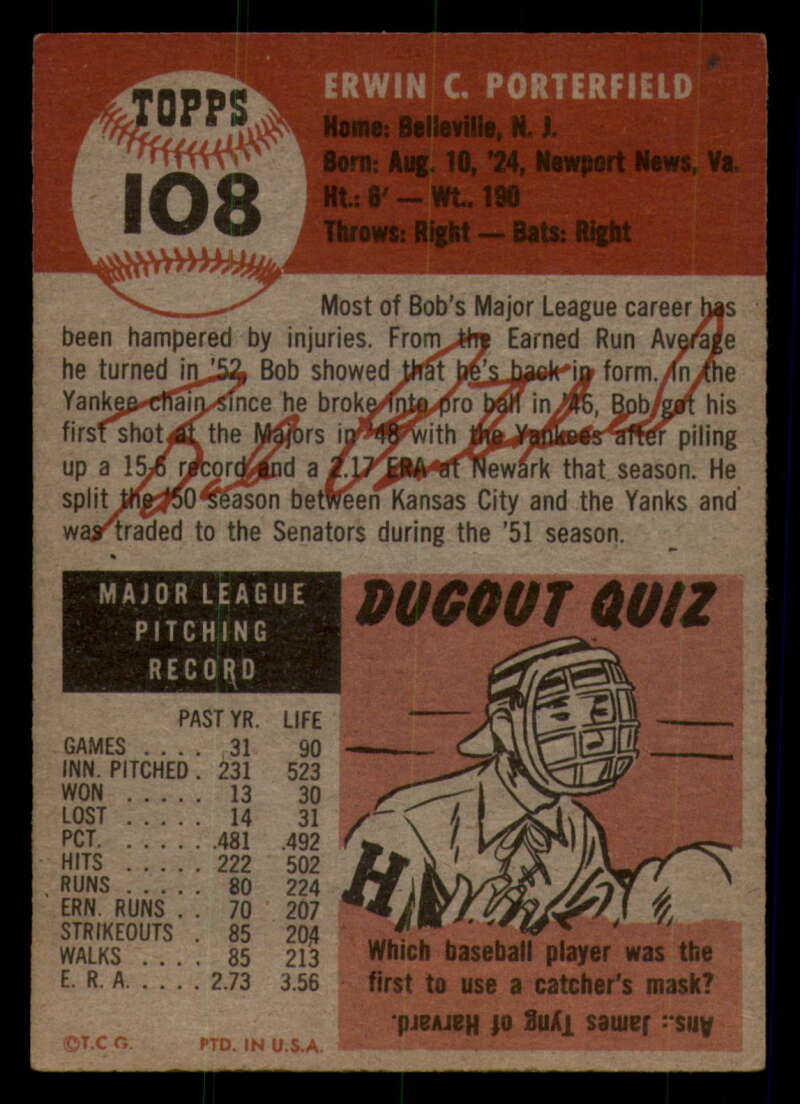 TOPPS
108
ERWIN C. PORTERFIELD
Home: Belleville, N. J.
Born: Aug. 10, '24, Newport News, Va.
Ht.: 6' — Wt.. 190
Throws: Right — Bats: Right
Most of Bob's Major League career has
been hampered by injuries. From the Earned Run Average
he turned in '52, Bob showed that he's back in form. In the
Yankee chain since he broke into pro ball in '46, Bob got his
first shot at the Majors in '48 with the Yankees after piling
up a 15-6 record and a 2.17 ERA at Newark that season. He
split the '50 season between Kansas City and the Yanks and
was traded to the Senators during the '51 season.
MAJOR LEAGUE
PITCHING
RECORD
PAST YR. LIFE
GAMES .... 31 90
INN. PITCHED . 231 523
WON ..... 13 30
LOST ..... 14 31
PCT. ..... .481 .492
HITS ..... 222 502
RUNS ..... 80 224
ERN. RUNS .. 70 207
STRIKEOUTS . 85 204
WALKS .... 85 213
E. R. A. .... 2.73 3.56
©T.C G. PTD. IN U.S.A.
DUGOUT QUIZ
H
Which baseball player was the
first to use a catcher's mask?
Ans.: James Tyng of Harvard.